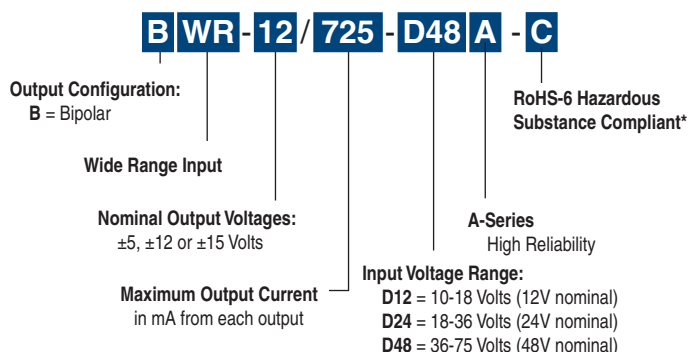 BWR-12/725-D48A-C
Output Configuration:
B = Bipolar
RoHS-6 Hazardous
Substance Compliant*
Wide Range Input
Nominal Output Voltages:
±5, ±12 or ±15 Volts
A-Series
High Reliability
Maximum Output Current
in mA from each output
Input Voltage Range:
D12 = 10-18 Volts (12V nominal)
D24 = 18-36 Volts (24V nominal)
D48 = 36-75 Volts (48V nominal)